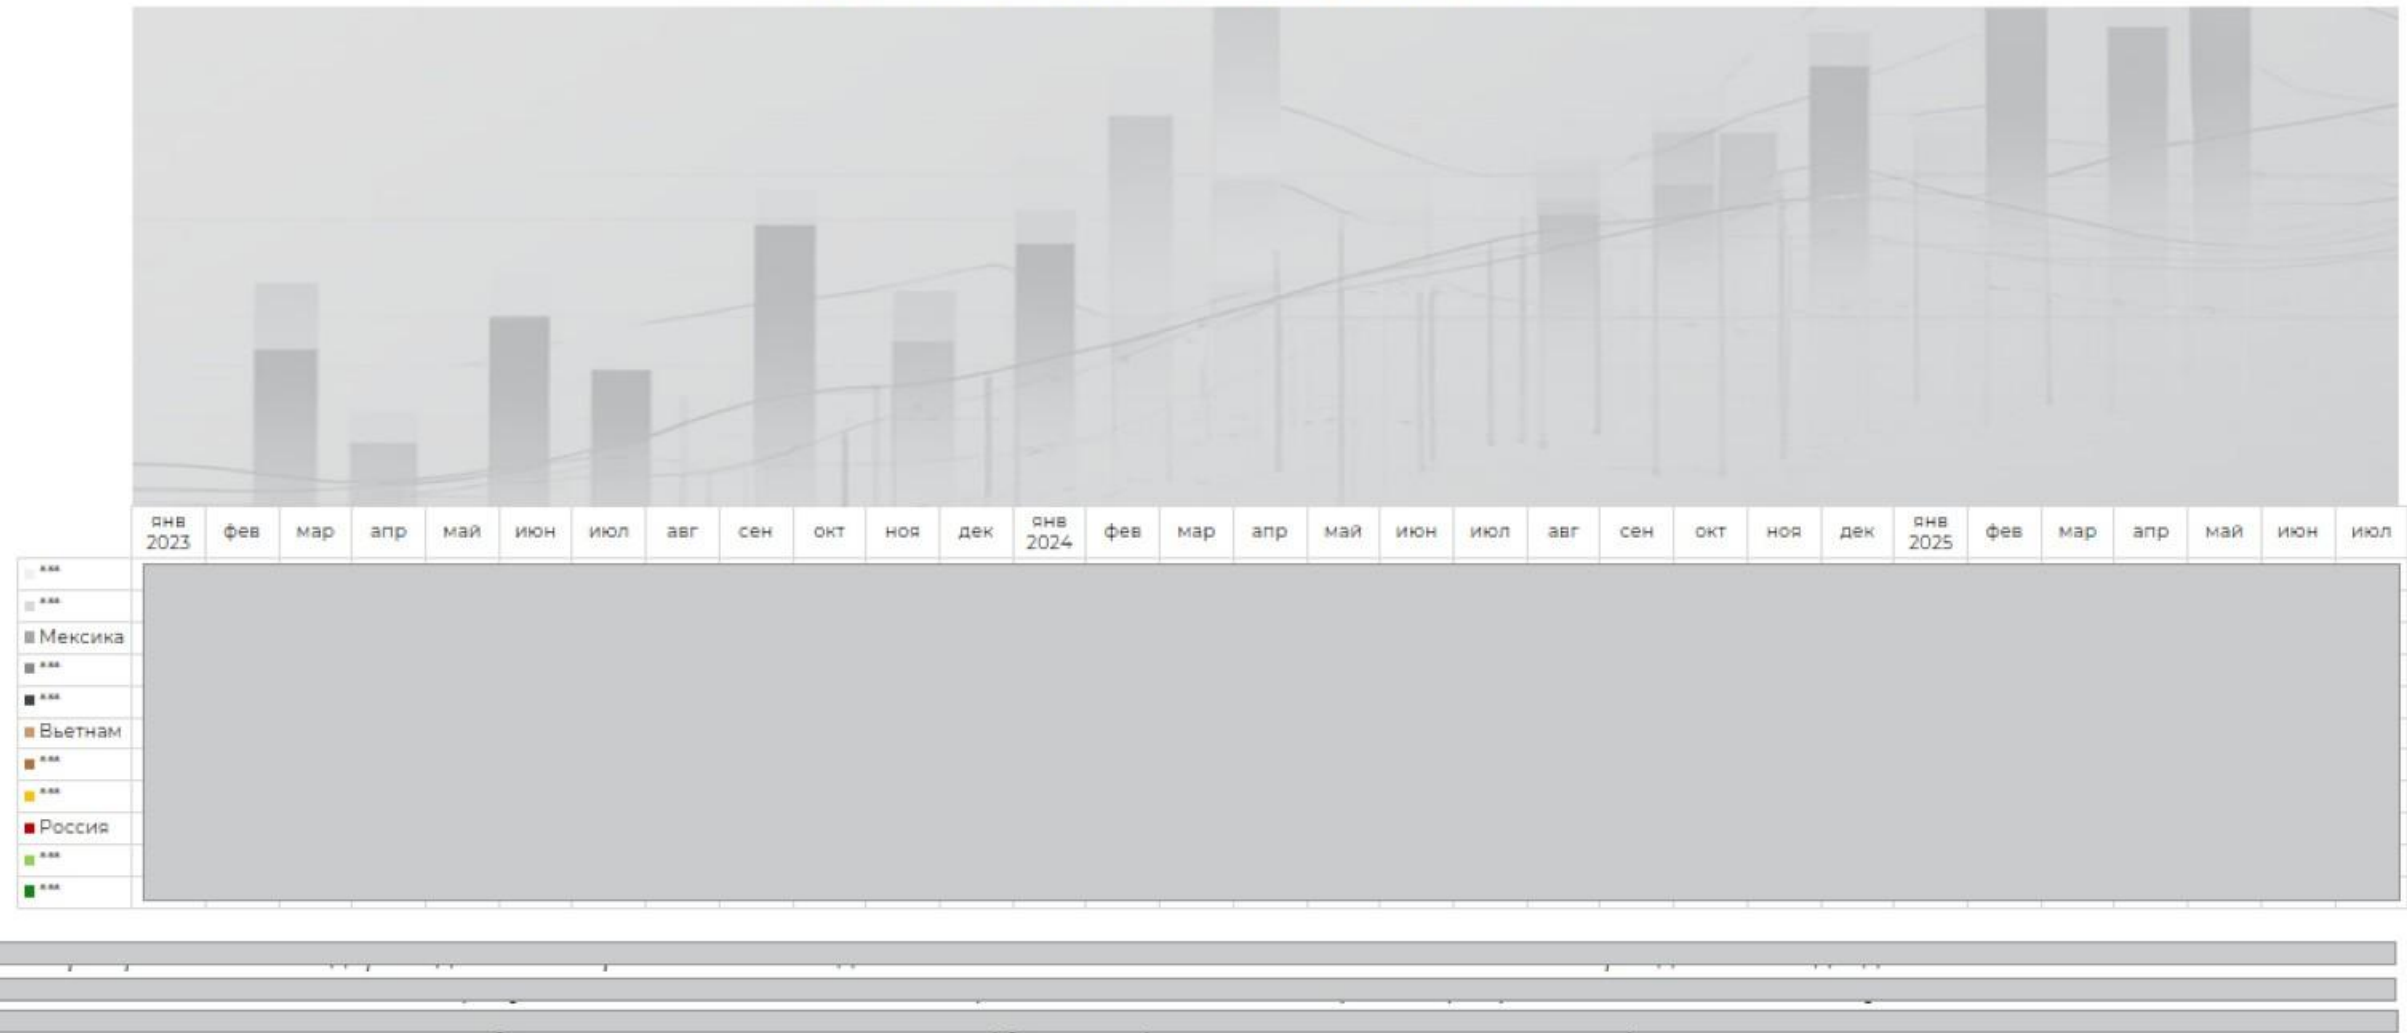 янв 2023 фев мар апр май июн июл авг сен окт ноя дек янв 2024 фев мар апр май июн июл авг сен окт ноя дек янв 2025 фев мар апр май июн июл
***
***
Мексика
***
***
Вьетнам
***
***
Россия
***
***